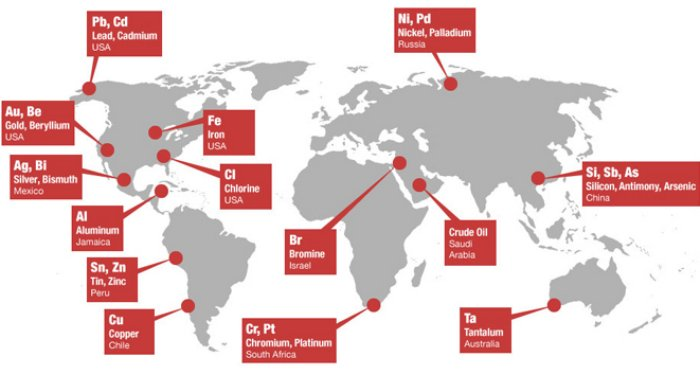 Pb, Cd
Lead, Cadmium
USA
Ni, Pd
Nickel, Palladium
Russia
Au, Be
Gold, Beryllium
USA
Fe
Iron
USA
Ag, Bi
Silver, Bismuth
Mexico
Cl
Chlorine
USA
Si, Sb, As
Silicon, Antimony, Arsenic
China
Al
Aluminum
Jamaica
Br
Bromine
Israel
Crude Oil
Saudi
Arabia
Sn, Zn
Tin, Zinc
Peru
Cu
Copper
Chile
Cr, Pt
Chromium, Platinum
South Africa
Ta
Tantalum
Australia